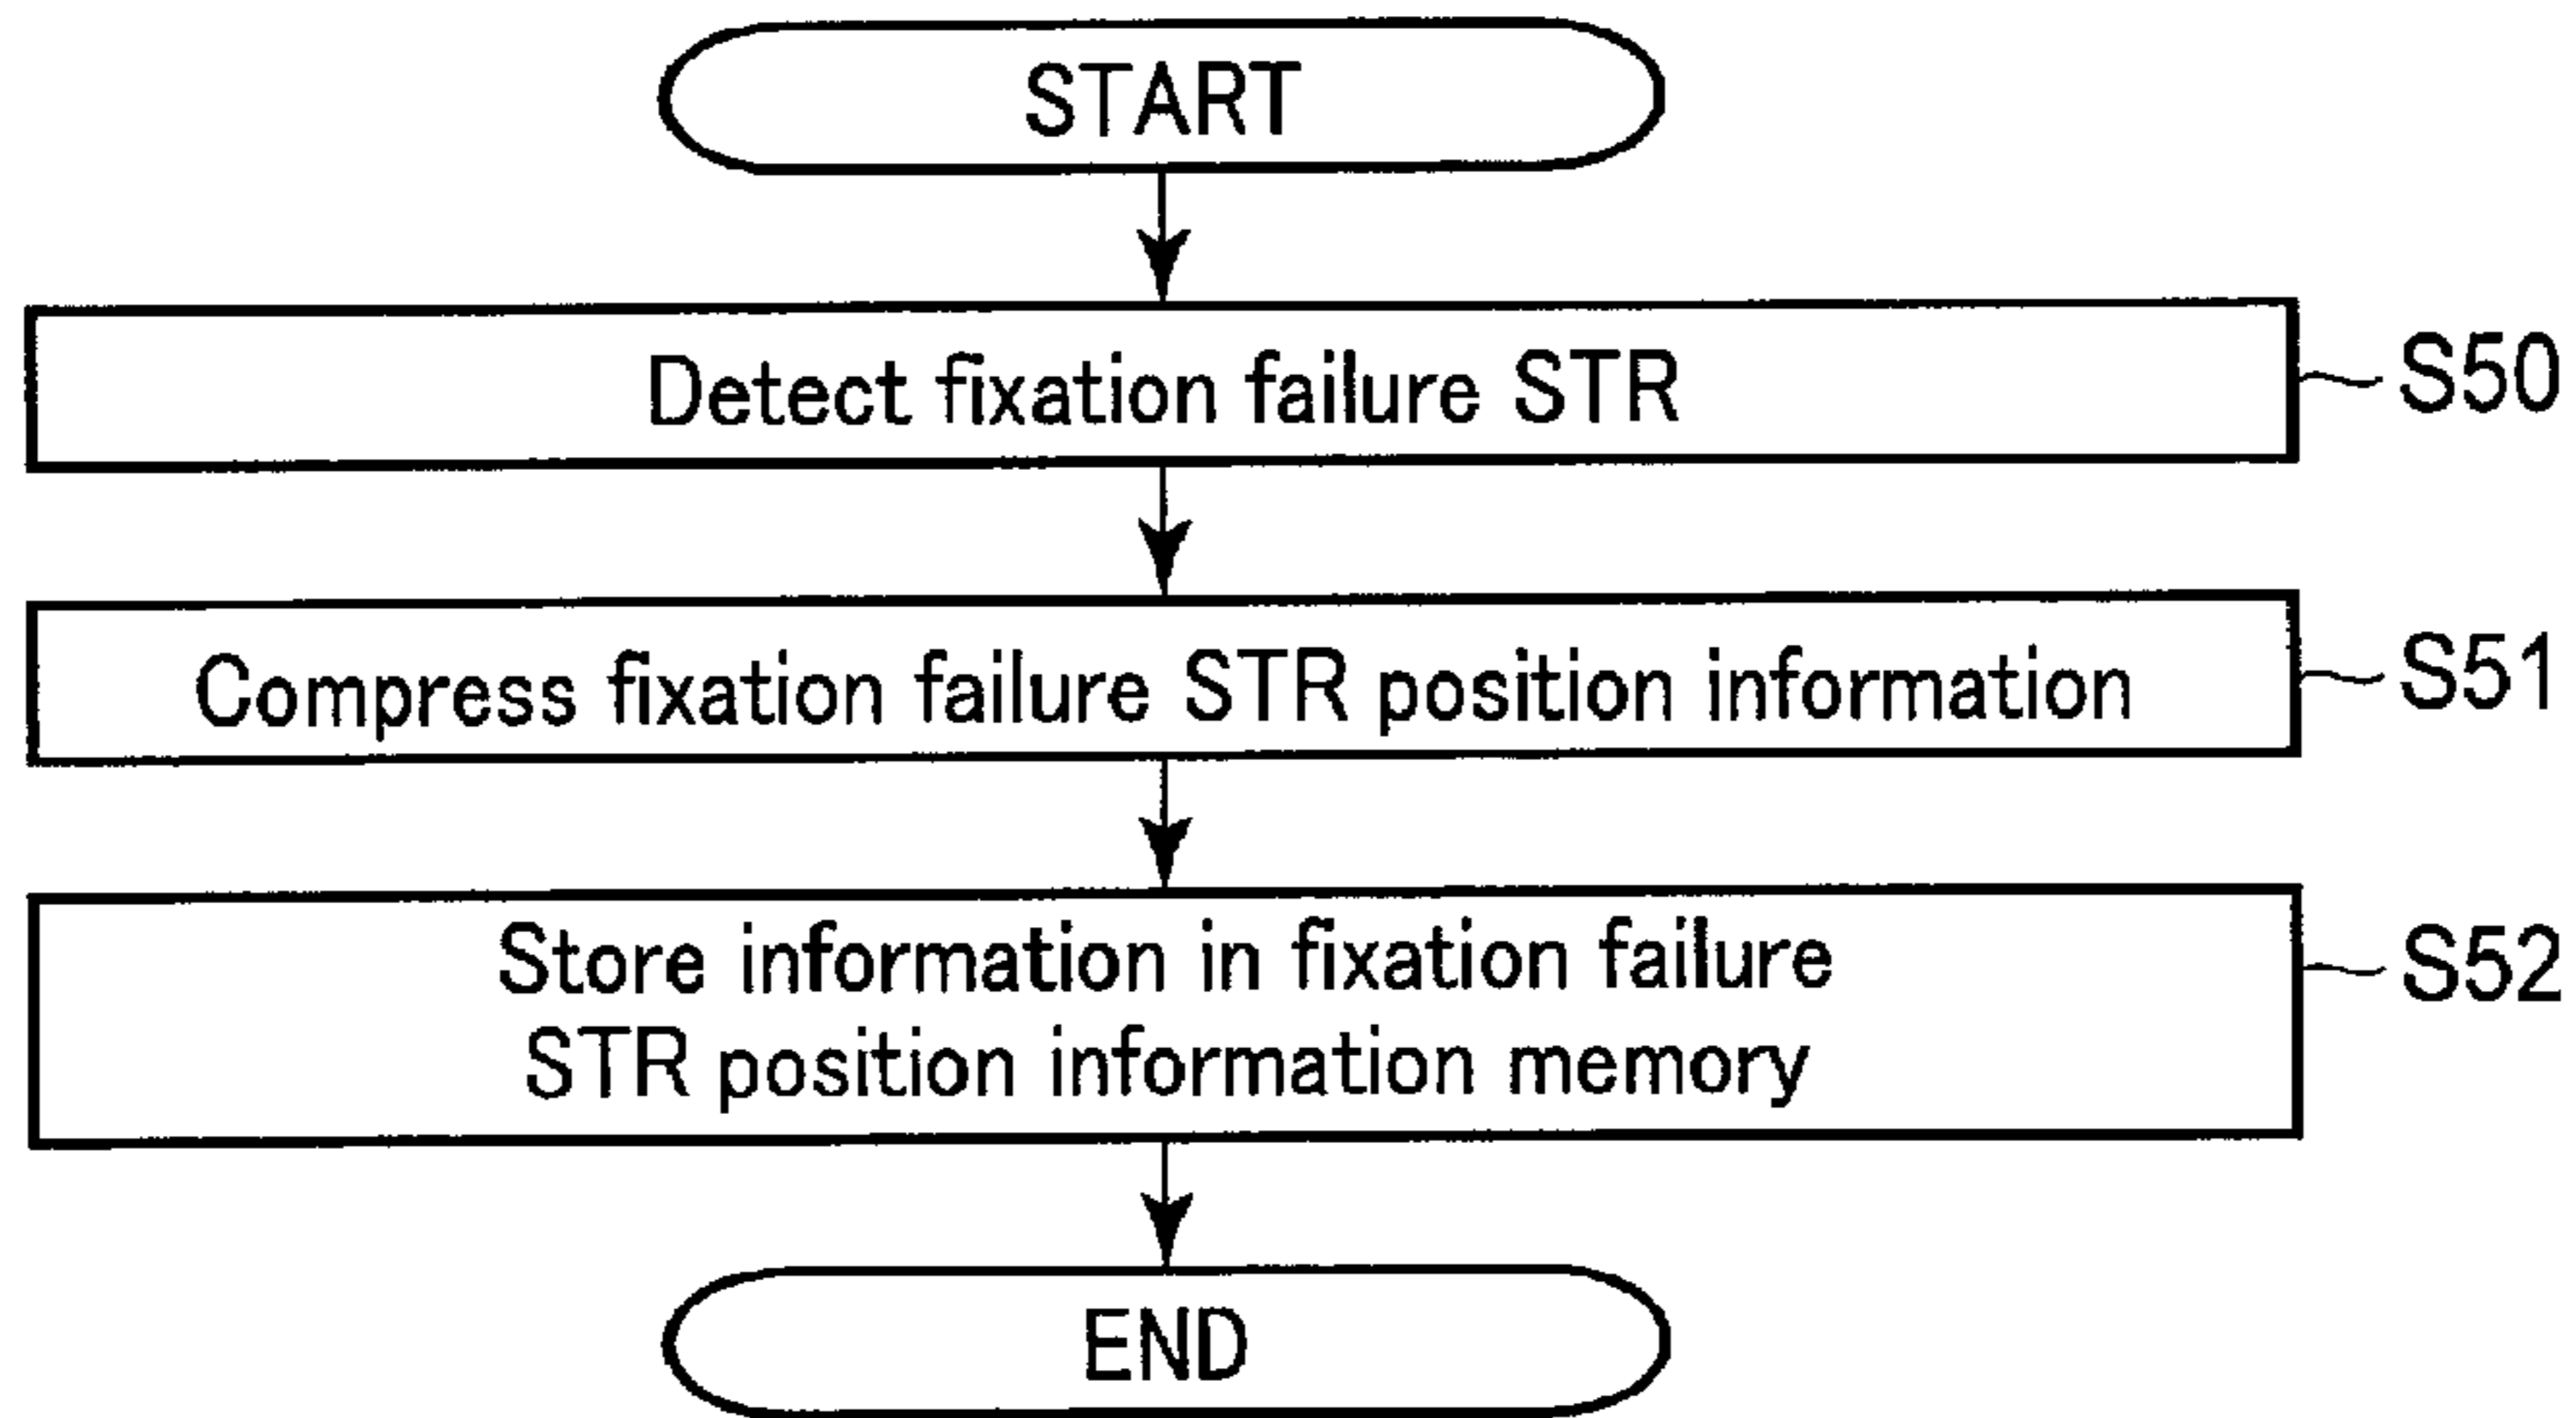 START
Detect fixation failure STR
S50
Compress fixation failure STR position information
S51
Store information in fixation failure
STR position information memory
S52
END